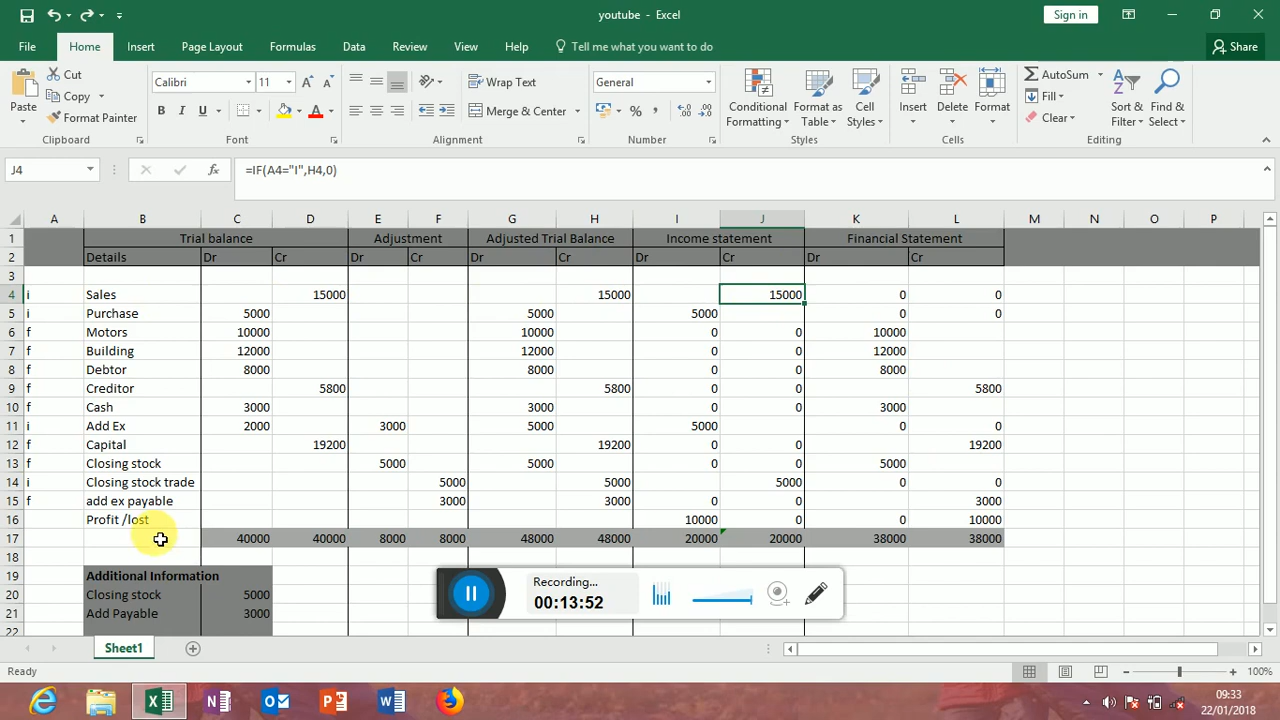 youtube - Excel
Sign in
File Home Insert Page Layout Formulas Data Review View Help Tell me what you want to do Share
Paste Cut Copy Format Painter Clipboard
Calibri 11 B I U A A A Font
Wrap Text Merge & Center Alignment
General % , Number
Conditional Formatting Format as Table Cell Styles Styles
Insert Delete Format Cells
AutoSum Fill Clear Sort & Filter Find & Select Editing
J4 fx =IF(A4="I",H4,0)
A B C D E F G H I J K L M N O P
1 Trial balance Adjustment Adjusted Trial Balance Income statement Financial Statement
2 Details Dr Cr Dr Cr Dr Cr Dr Cr Dr Cr
3
4 i Sales 15000 15000 15000 0 0
5 i Purchase 5000 5000 5000 0 0
6 f Motors 10000 10000 0 0 10000
7 f Building 12000 12000 0 0 12000
8 f Debtor 8000 8000 0 0 8000
9 f Creditor 5800 5800 0 0 5800
10 f Cash 3000 3000 0 0 3000
11 i Add Ex 2000 3000 5000 5000 0 0
12 f Capital 19200 19200 0 0 19200
13 f Closing stock 5000 5000 0 0 5000
14 i Closing stock trade 5000 5000 5000 0 0
15 f add ex payable 3000 3000 0 0 3000
16 Profit /lost 10000 0 0 10000
17 40000 40000 8000 8000 48000 48000 20000 20000 38000 38000
18
19 Additional Information
20 Closing stock 5000
21 Add Payable 3000
22
Recording...
00:13:52
Sheet1
Ready 100%
09:33
22/01/2018